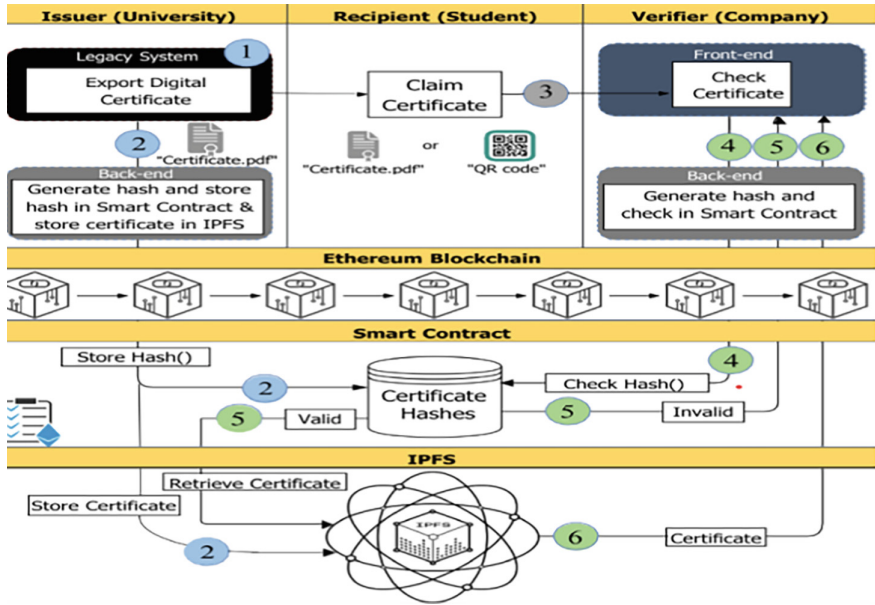 Issuer (University)
Recipient (Student)
Verifier (Company)
Legacy System
1
Export Digital
Certificate
Claim
Certificate
3
Front-end
Check
Certificate
2
"Certificate.pdf"
"Certificate.pdf"
or
"QR code"
4
5
6
Back-end
Generate hash and store
hash in Smart Contract &
store certificate in IPFS
Back-end
Generate hash and
check in Smart Contract
Ethereum Blockchain
Smart Contract
Store Hash()
2
Certificate
Hashes
Check Hash()
4
5
Valid
5
Invalid
IPFS
Retrieve Certificate
Store Certificate
2
IPFS
6
Certificate